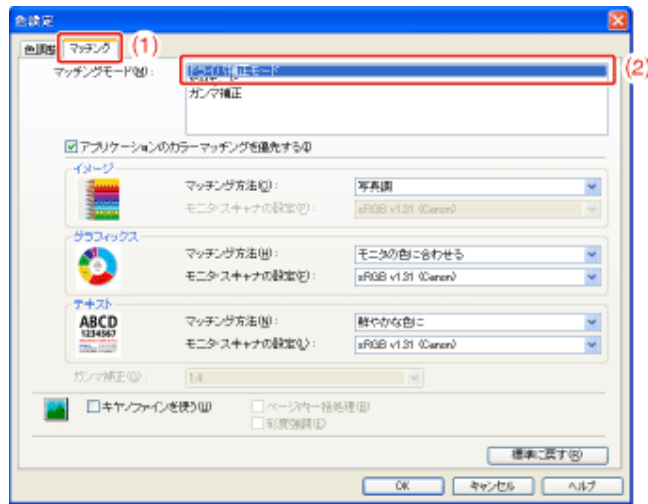 色設定
色調整 マッチング (1)
マッチングモード(M): ドライバ補正モード (2)
ガンマ補正
アプリケーションのカラーマッチングを優先する(I)
イメージ
マッチング方法(Q): 写真調
モニタ・スキャナの設定(P): sRGB v1.31 (Canon)
グラフィックス
マッチング方法(H): モニタの色に合わせる
モニタ・スキャナの設定(E): sRGB v1.31 (Canon)
テキスト
ABCD
1234567
マッチング方法(N): 鮮やかな色に
モニタ・スキャナの設定(L): sRGB v1.31 (Canon)
ガンマ補正(G): 1.4
キヤノファインを使う(U) ページ内一括処理(B)
彩度強調(E)
標準に戻す(R)
OK キャンセル ヘルプ